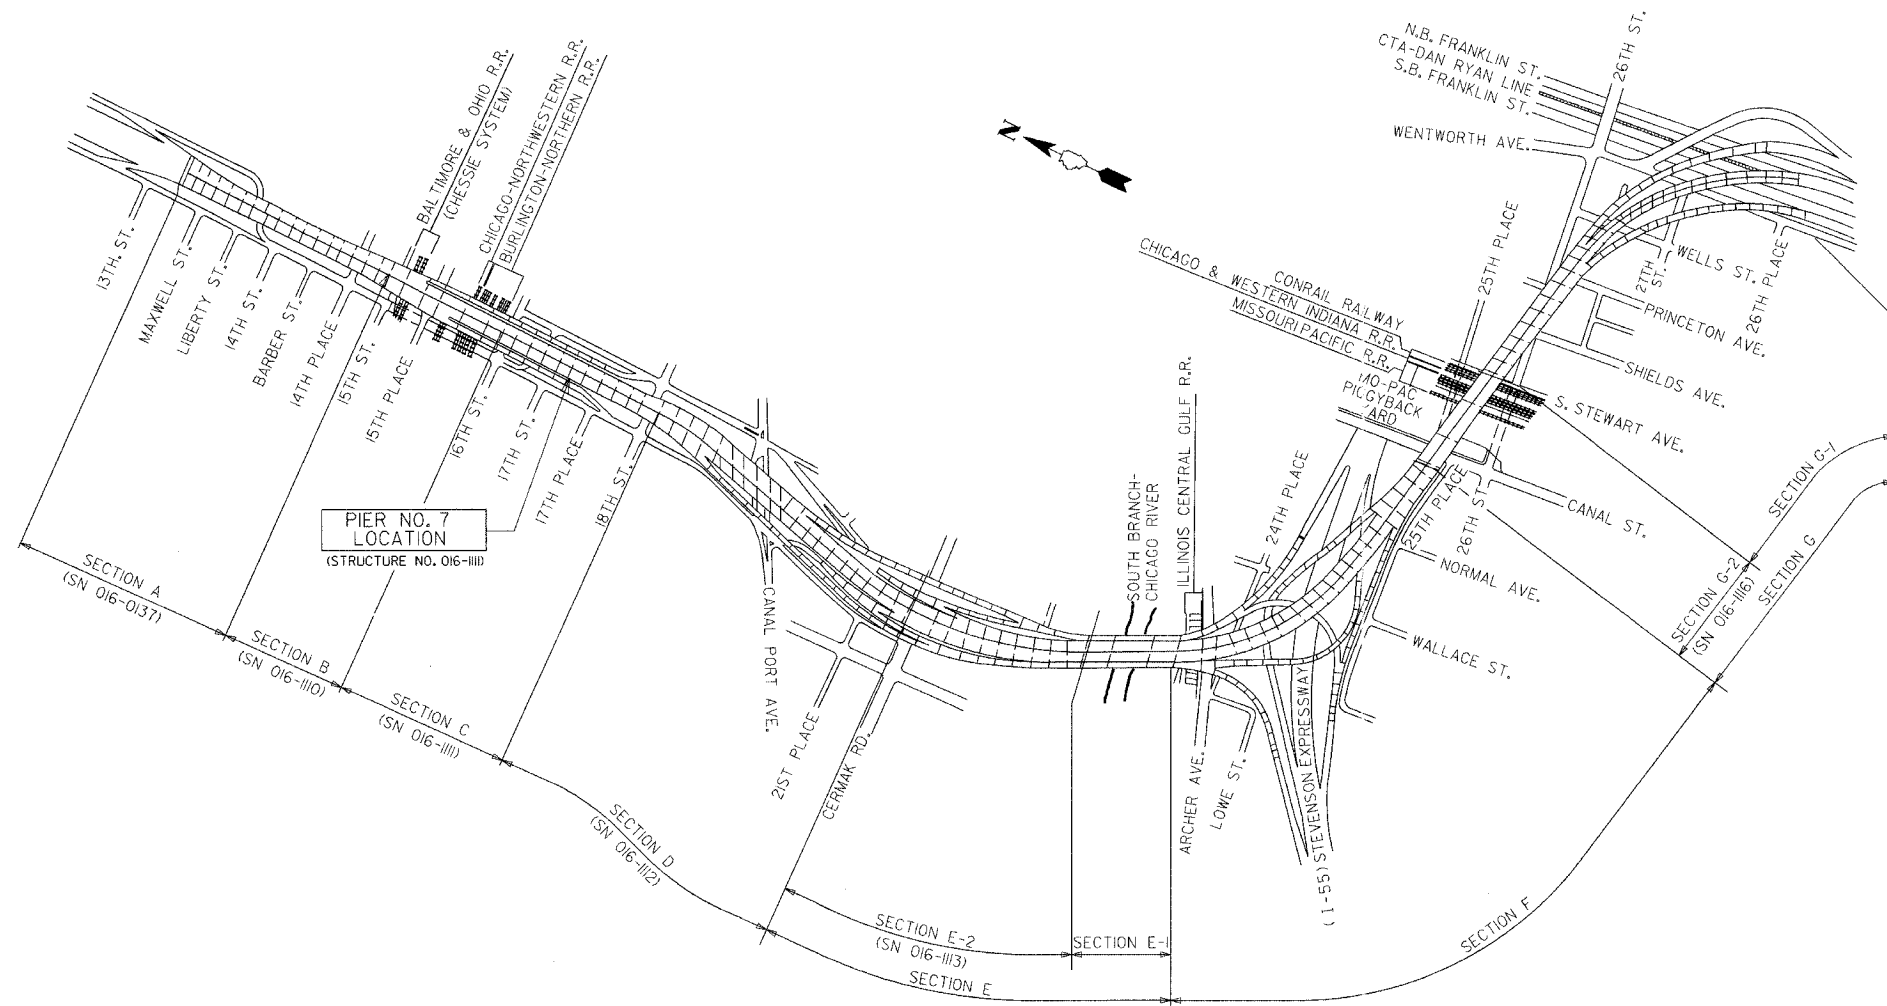 N.B. FRANKLIN ST.
CTA-DAN RYAN LINE
S.B. FRANKLIN ST.
26TH ST.
WENTWORTH AVE.
BALTIMORE & OHIO R.R.
(CHESSIE SYSTEM)
CHICAGO-NORTHWESTERN R.R.
BURLINGTON-NORTHERN R.R.
N
25TH PLACE
CHICAGO & WESTERN INDIANA R.R.
CONRAIL RAILWAY
MISSOURI PACIFIC R.R.
MO-PAC
PIGGYBACK
YARD
WELLS ST.
27TH
ST.
26TH PLACE
PRINCETON AVE.
SHIELDS AVE.
S. STEWART AVE.
13TH. ST.
MAXWELL ST.
LIBERTY ST.
14TH ST.
BARBER ST.
14TH PLACE
15TH ST.
15TH PLACE
16TH ST.
17TH ST.
17TH PLACE
18TH ST.
PIER NO. 7
LOCATION
(STRUCTURE NO. 016-1111)
CANAL PORT AVE.
21ST PLACE
CERMAK RD.
SOUTH BRANCH-
CHICAGO RIVER
ILLINOIS CENTRAL GULF R.R.
24TH PLACE
25TH PLACE
26TH ST.
CANAL ST.
NORMAL AVE.
WALLACE ST.
ARCHER AVE.
LOWE ST.
(I-55) STEVENSON EXPRESSWAY
SECTION A
(SN 016-0137)
SECTION B
(SN 016-1110)
SECTION C
(SN 016-1111)
SECTION D
(SN 016-1112)
SECTION E-2
(SN 016-1113)
SECTION E-1
SECTION E
SECTION F
SECTION G-2
(SN 016-1116)
SECTION G
SECTION G-1